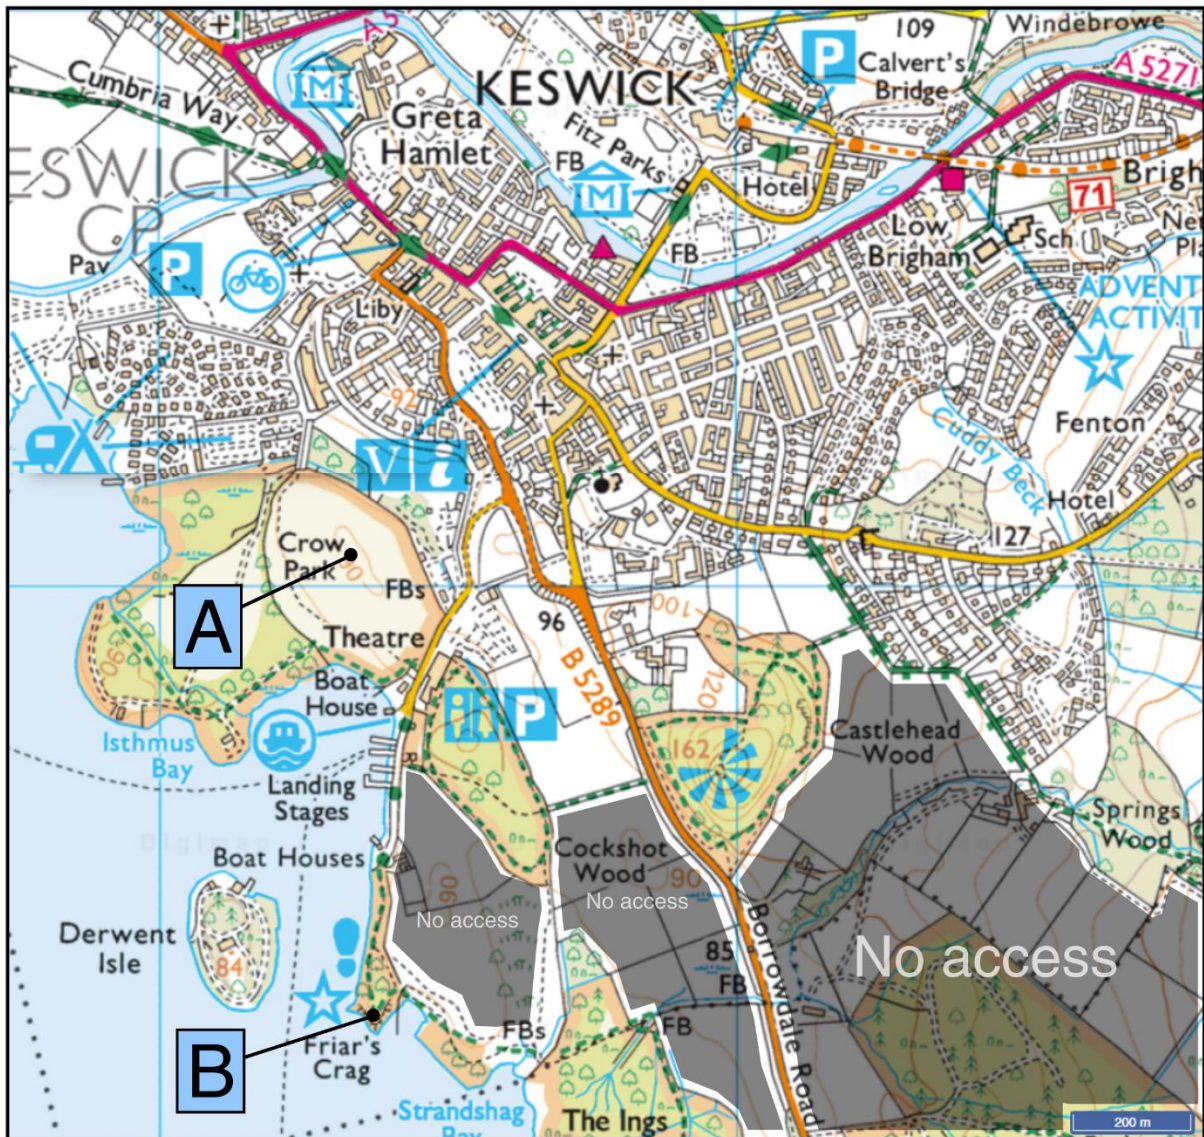 Windebrowe
109
P
Calvert's
Bridge
A 5271
KESWICK
Cumbria Way
M
Greta
Hamlet
Fitz Parks
FB
M
Hotel
71
Brigh
ESWICK
CP
Low
Brigham
Sch
Pav
P
FB
Liby
ADVENT
ACTIVIT
92
V i
Fenton
Cuddy Beck
Hotel
127
Crow
Park
90
FBs
A
Theatre
96
100
B 5289
120
90
Boat
House
P
162
Castlehead
Wood
Isthmus
Bay
Landing
Stages
Springs
Wood
Boat Houses
Cockshot
Wood
90
90
No access
No access
Derwent
Isle
84
85
FB
Borrowdale Road
No access
B
Friar's
Crag
FBs
FB
Strandshag
The Ings
200 m